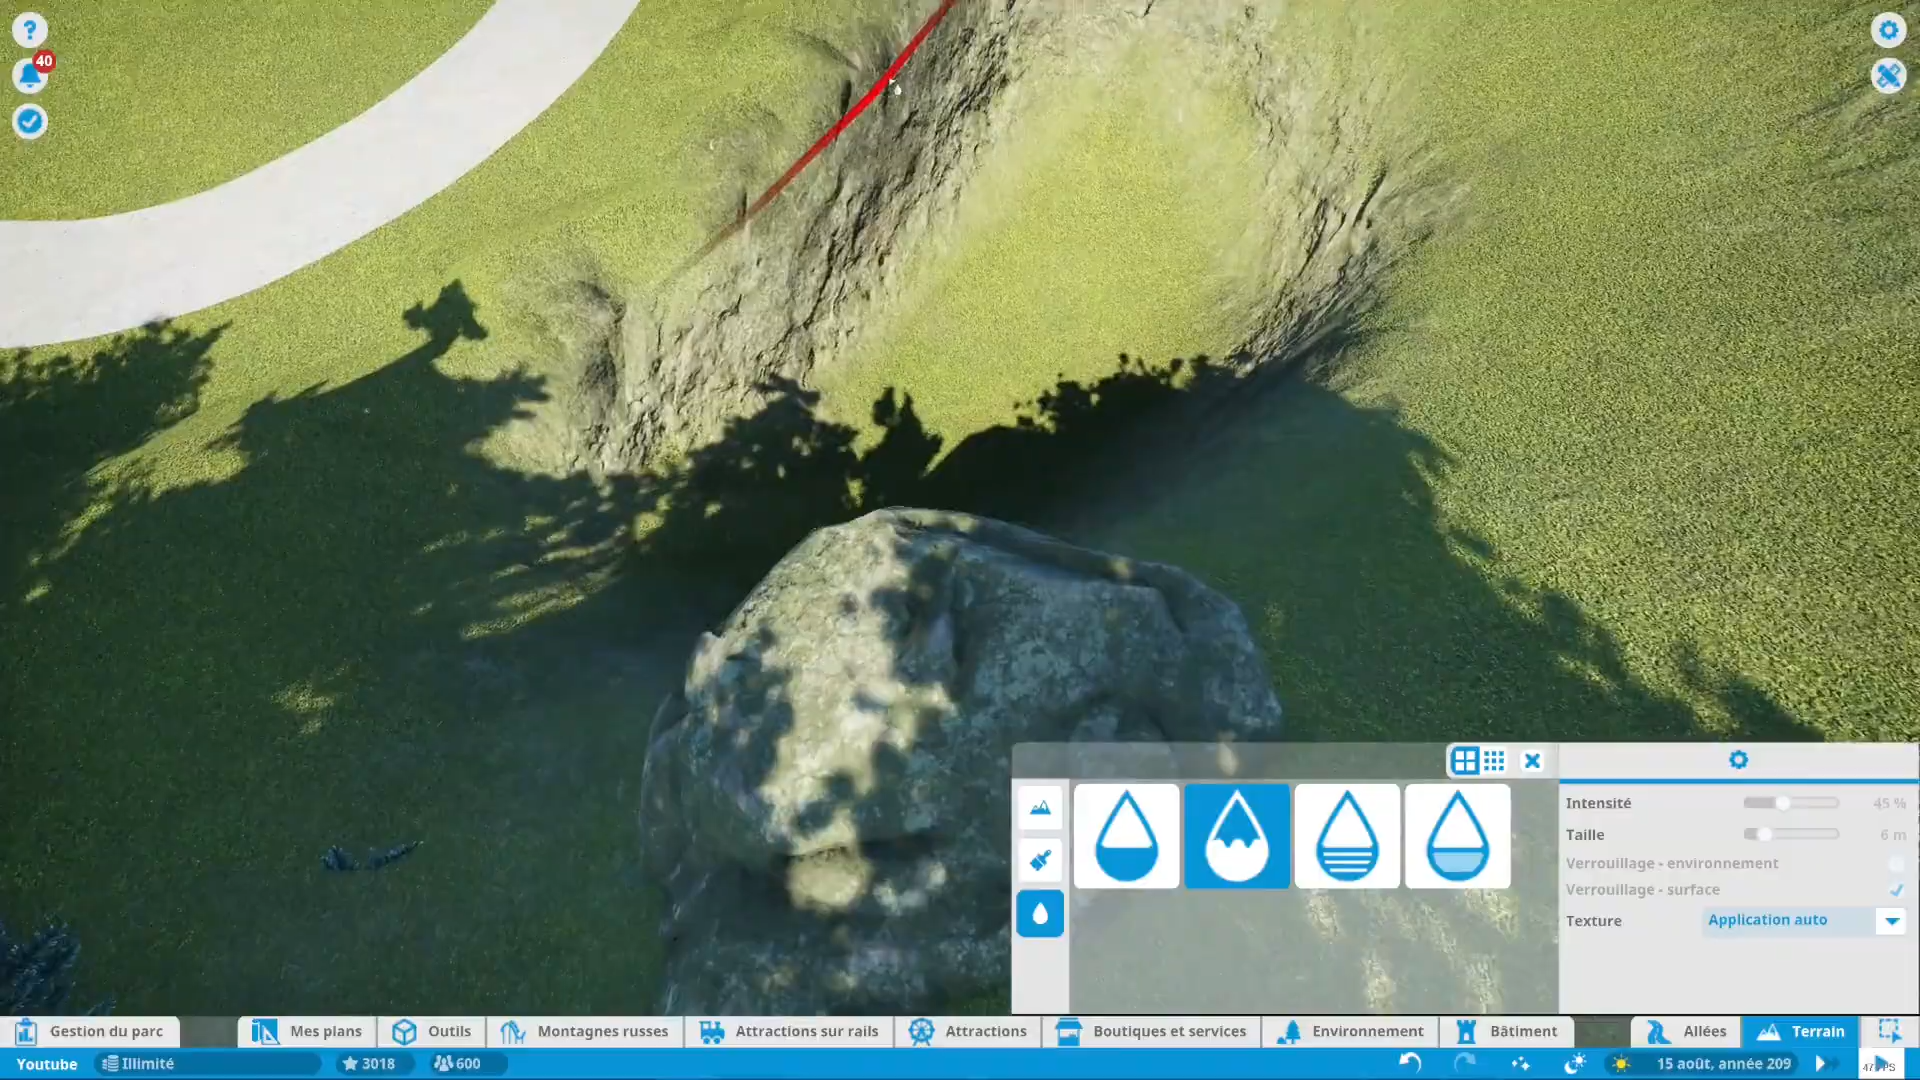 ?
40
Intensité 45 %
Taille 6 m
Verrouillage - environnement
Verrouillage - surface
Texture Application auto
Gestion du parc Mes plans Outils Montagnes russes Attractions sur rails Attractions Boutiques et services Environnement Bâtiment Allées Terrain
Youtube Illimité 3018 600 15 août, année 209